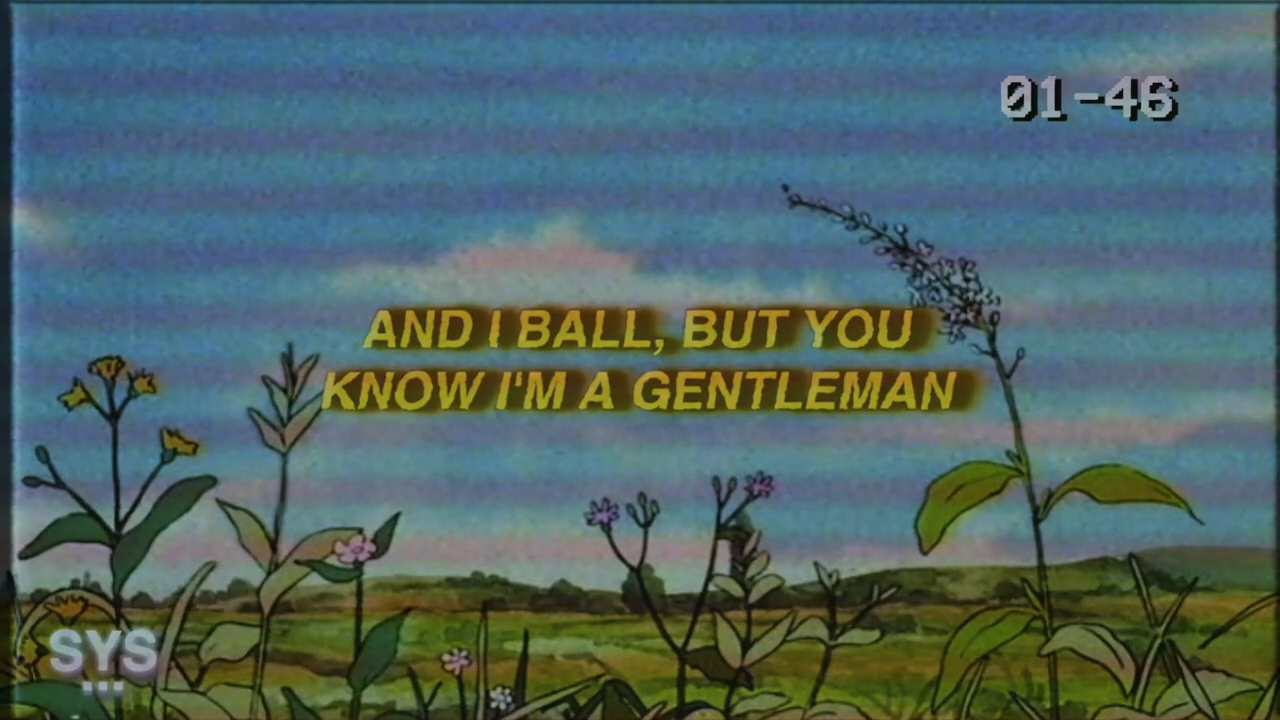 01-46
AND I BALL, BUT YOU
KNOW I'M A GENTLEMAN
SYS
...